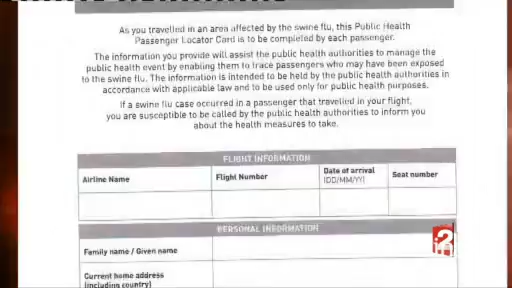 As you travelled in an area affected by the swine flu, this Public Health
Passenger Locator Card is to be completed by each passenger.
The information you provide will assist the public health authorities to manage the
public health event by enabling them to trace passengers who may have been exposed
to the swine flu. The information is intended to be held by the public health authorities in
accordance with applicable law and to be used only for public health purposes.
If a swine flu case occurred in a passenger that travelled in your flight,
you are susceptible to be called by the public health authorities to inform you
about the health measures to take.
FLIGHT INFORMATION
Airline Name
Flight Number
Date of arrival
(DD/MM/YY)
Seat number
PERSONAL INFORMATION
Family name / Given name
Current home address
(including country)
2